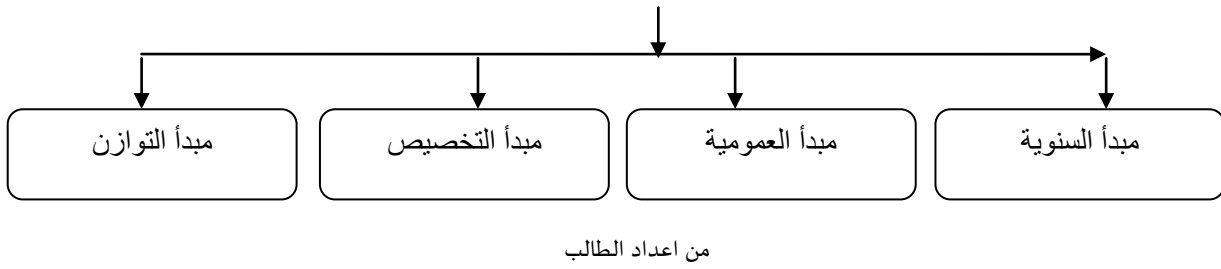 مبدأ السنوية
مبدأ العمومية
مبدأ التخصيص
مبدأ التوازن
من اعداد الطالب